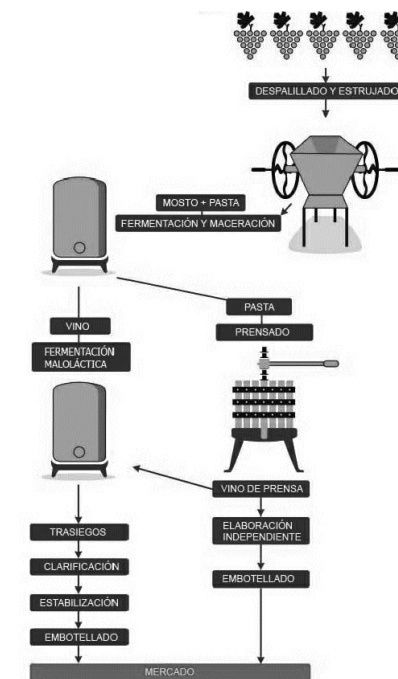 DESPALILLADO Y ESTRUJADO
MOSTO + PASTA
FERMENTACIÓN Y MACERACIÓN
PASTA
PRENSADO
VINO
FERMENTACIÓN
MALOLÁCTICA
VINO DE PRENSA
ELABORACIÓN
INDEPENDIENTE
EMBOTELLADO
TRASIEGOS
CLARIFICACIÓN
ESTABILIZACIÓN
EMBOTELLADO
MERCADO